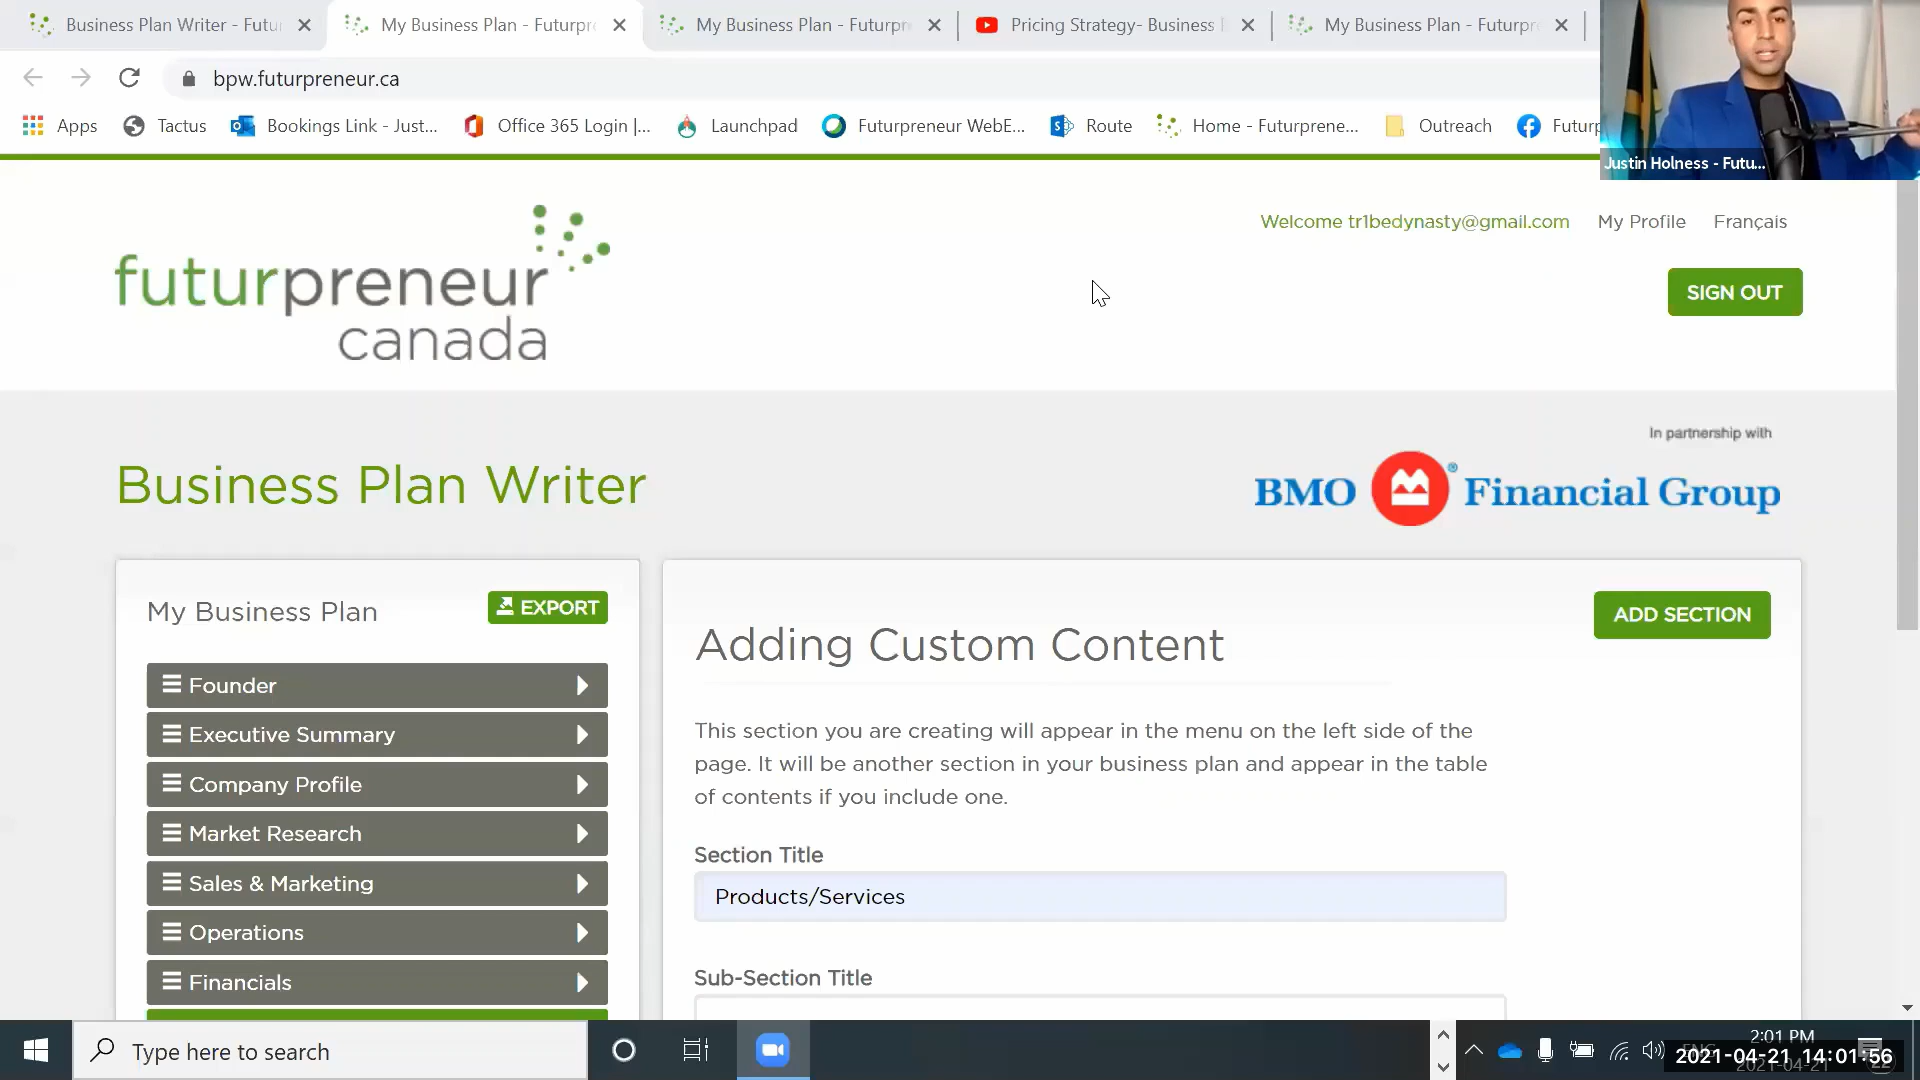 Business Plan Writer - Futur
My Business Plan - Futurpre
My Business Plan - Futurpre
Pricing Strategy- Business
My Business Plan - Futurpre
bpw.futurpreneur.ca
Apps
Tactus
Bookings Link - Just...
Office 365 Login |...
Launchpad
Futurpreneur WebE...
Route
Home - Futurprene...
Outreach
Futurp
Justin Holness - Futu...
Welcome tr1bedynasty@gmail.com
My Profile
Français
SIGN OUT
futurpreneur
canada
In partnership with
Business Plan Writer
BMO Financial Group
My Business Plan
EXPORT
Founder
Executive Summary
Company Profile
Market Research
Sales & Marketing
Operations
Financials
ADD SECTION
Adding Custom Content
This section you are creating will appear in the menu on the left side of the
page. It will be another section in your business plan and appear in the table
of contents if you include one.
Section Title
Products/Services
Sub-Section Title
Type here to search
2:01 PM
2021-04-21 14:01:56